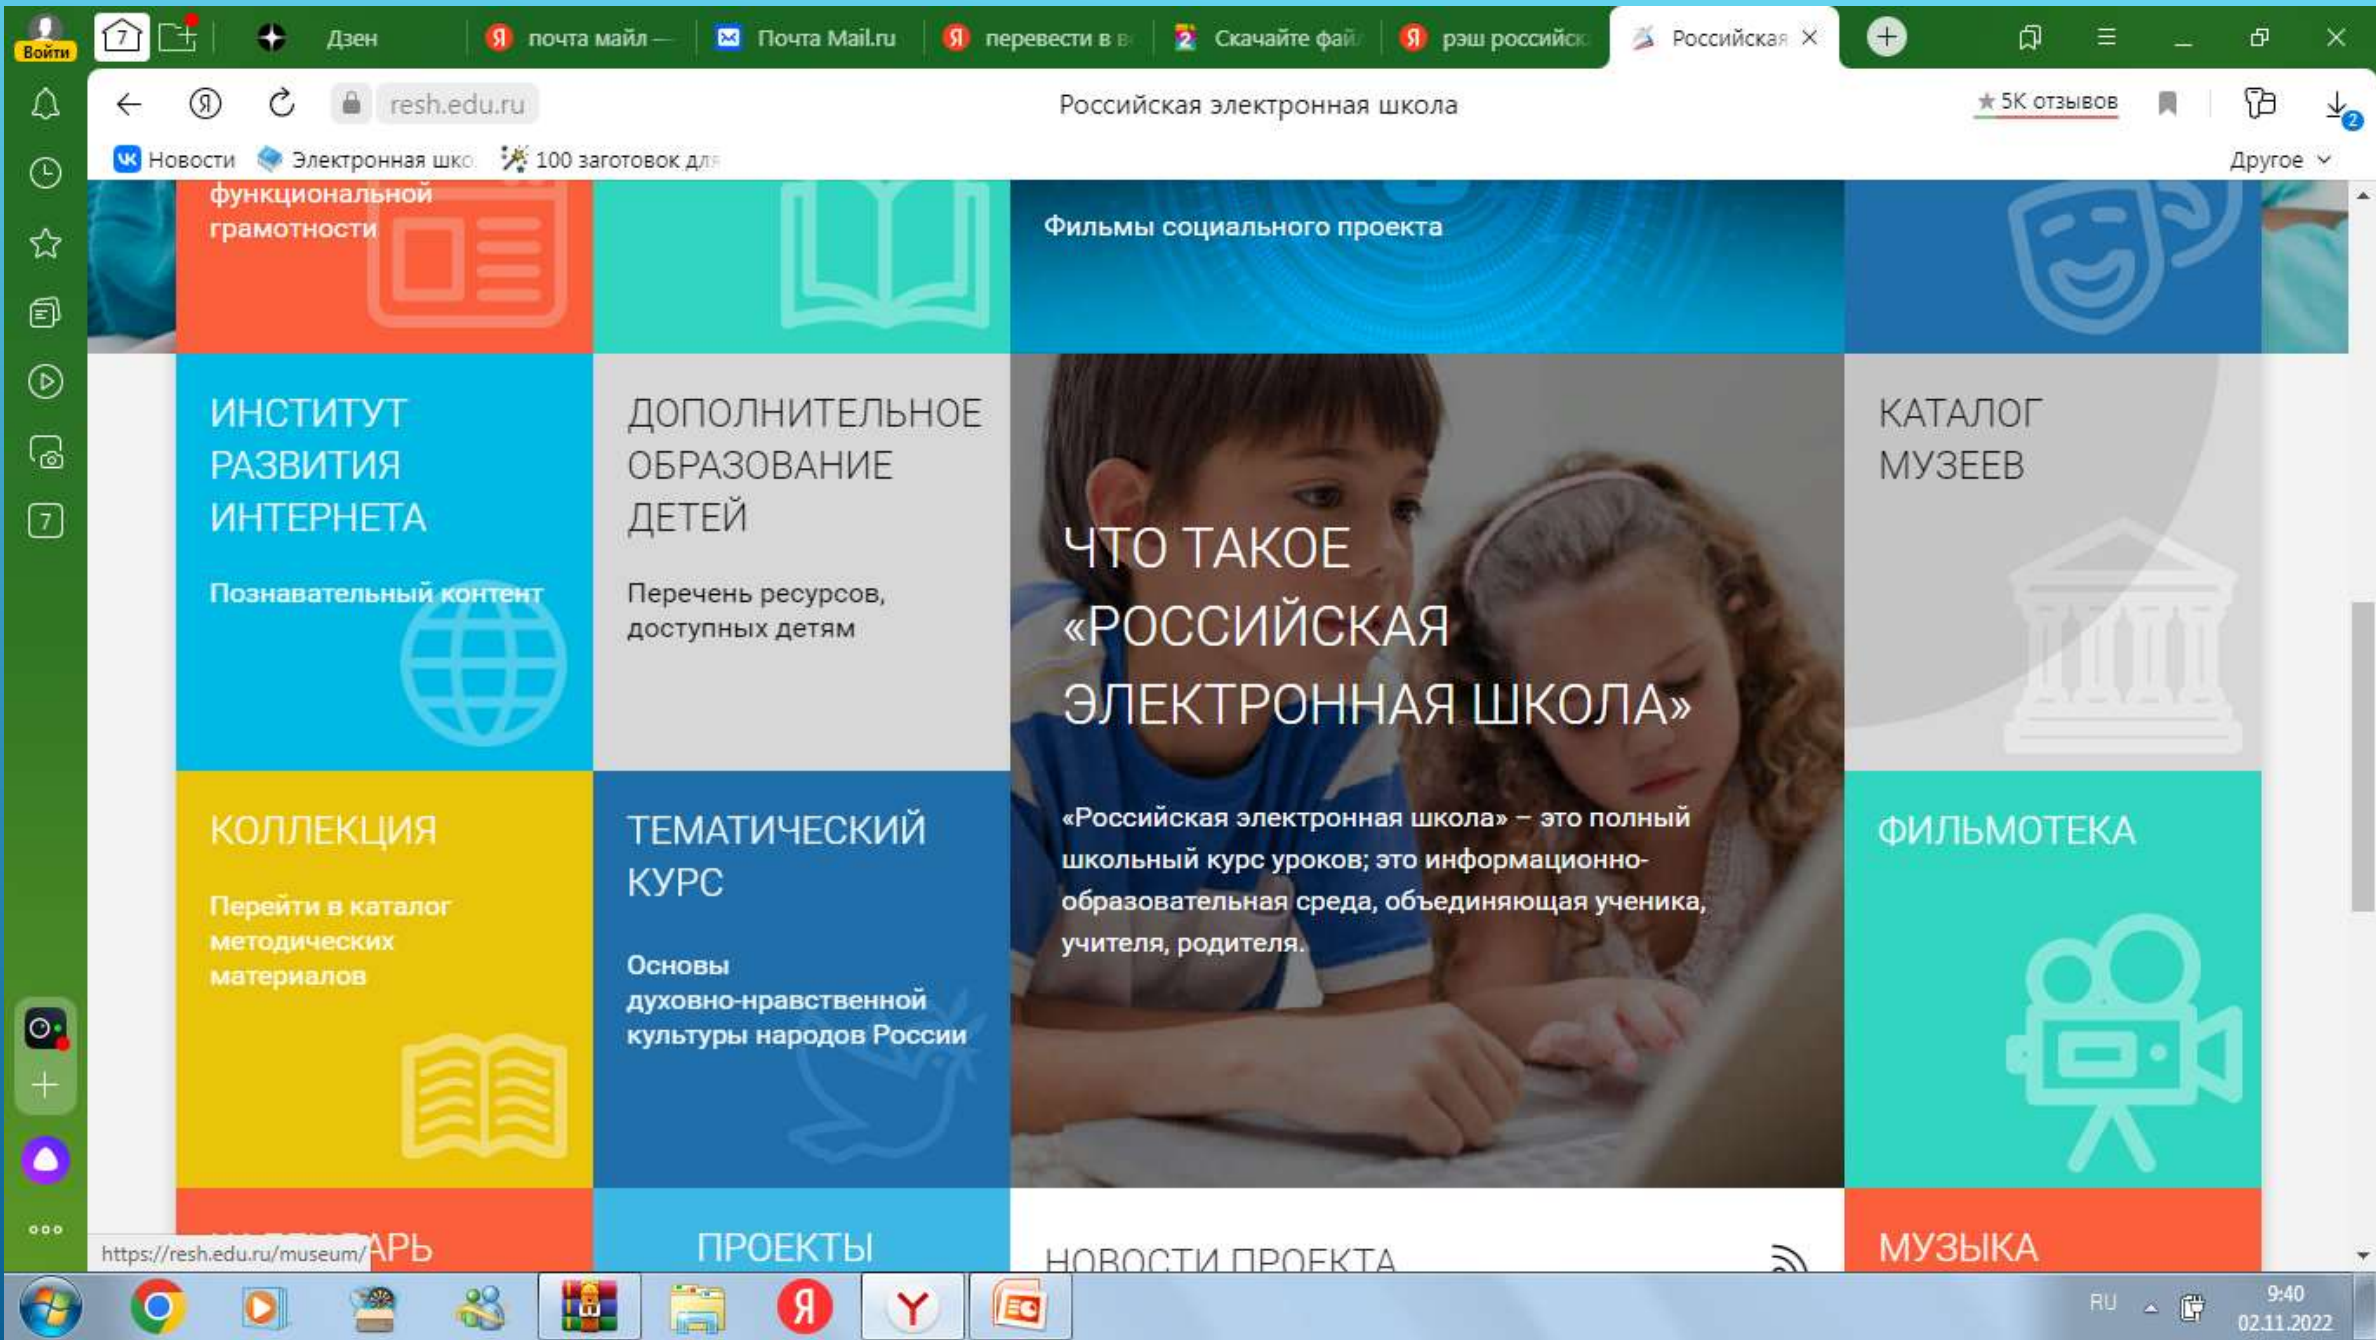 Войти
7
Дзен
почта майл —
Почта Mail.ru
перевести в в
Скачайте фай
рэш российск
Российская
resh.edu.ru
Российская электронная школа
5K отзывов
2
Новости
Электронная шко
100 заготовок для
Другое
7
функциональной
грамотности
Фильмы социального проекта
ИНСТИТУТ
РАЗВИТИЯ
ИНТЕРНЕТА
Познавательный контент
ДОПОЛНИТЕЛЬНОЕ
ОБРАЗОВАНИЕ
ДЕТЕЙ
Перечень ресурсов,
доступных детям
ЧТО ТАКОЕ
«РОССИЙСКАЯ
ЭЛЕКТРОННАЯ ШКОЛА»
«Российская электронная школа» – это полный
школьный курс уроков; это информационно-
образовательная среда, объединяющая ученика,
учителя, родителя.
КАТАЛОГ
МУЗЕЕВ
КОЛЛЕКЦИЯ
Перейти в каталог
методических
материалов
ТЕМАТИЧЕСКИЙ
КУРС
Основы
духовно-нравственной
культуры народов России
ФИЛЬМОТЕКА
ПРОЕКТЫ
НОВОСТИ ПРОЕКТА
МУЗЫКА
https://resh.edu.ru/museum/
RU
9:40
02.11.2022